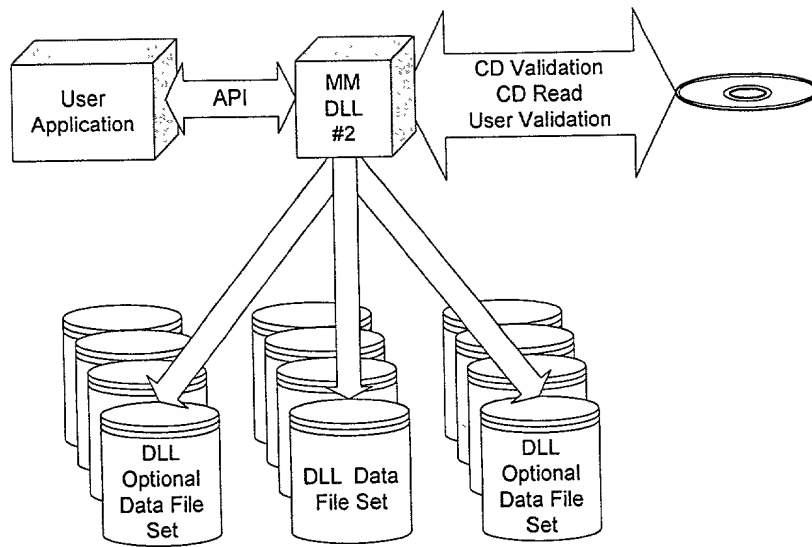 User
Application
API
MM
DLL
#2
CD Validation
CD Read
User Validation
DLL
Optional
Data File
Set
DLL Data
File Set
DLL
Optional
Data File
Set